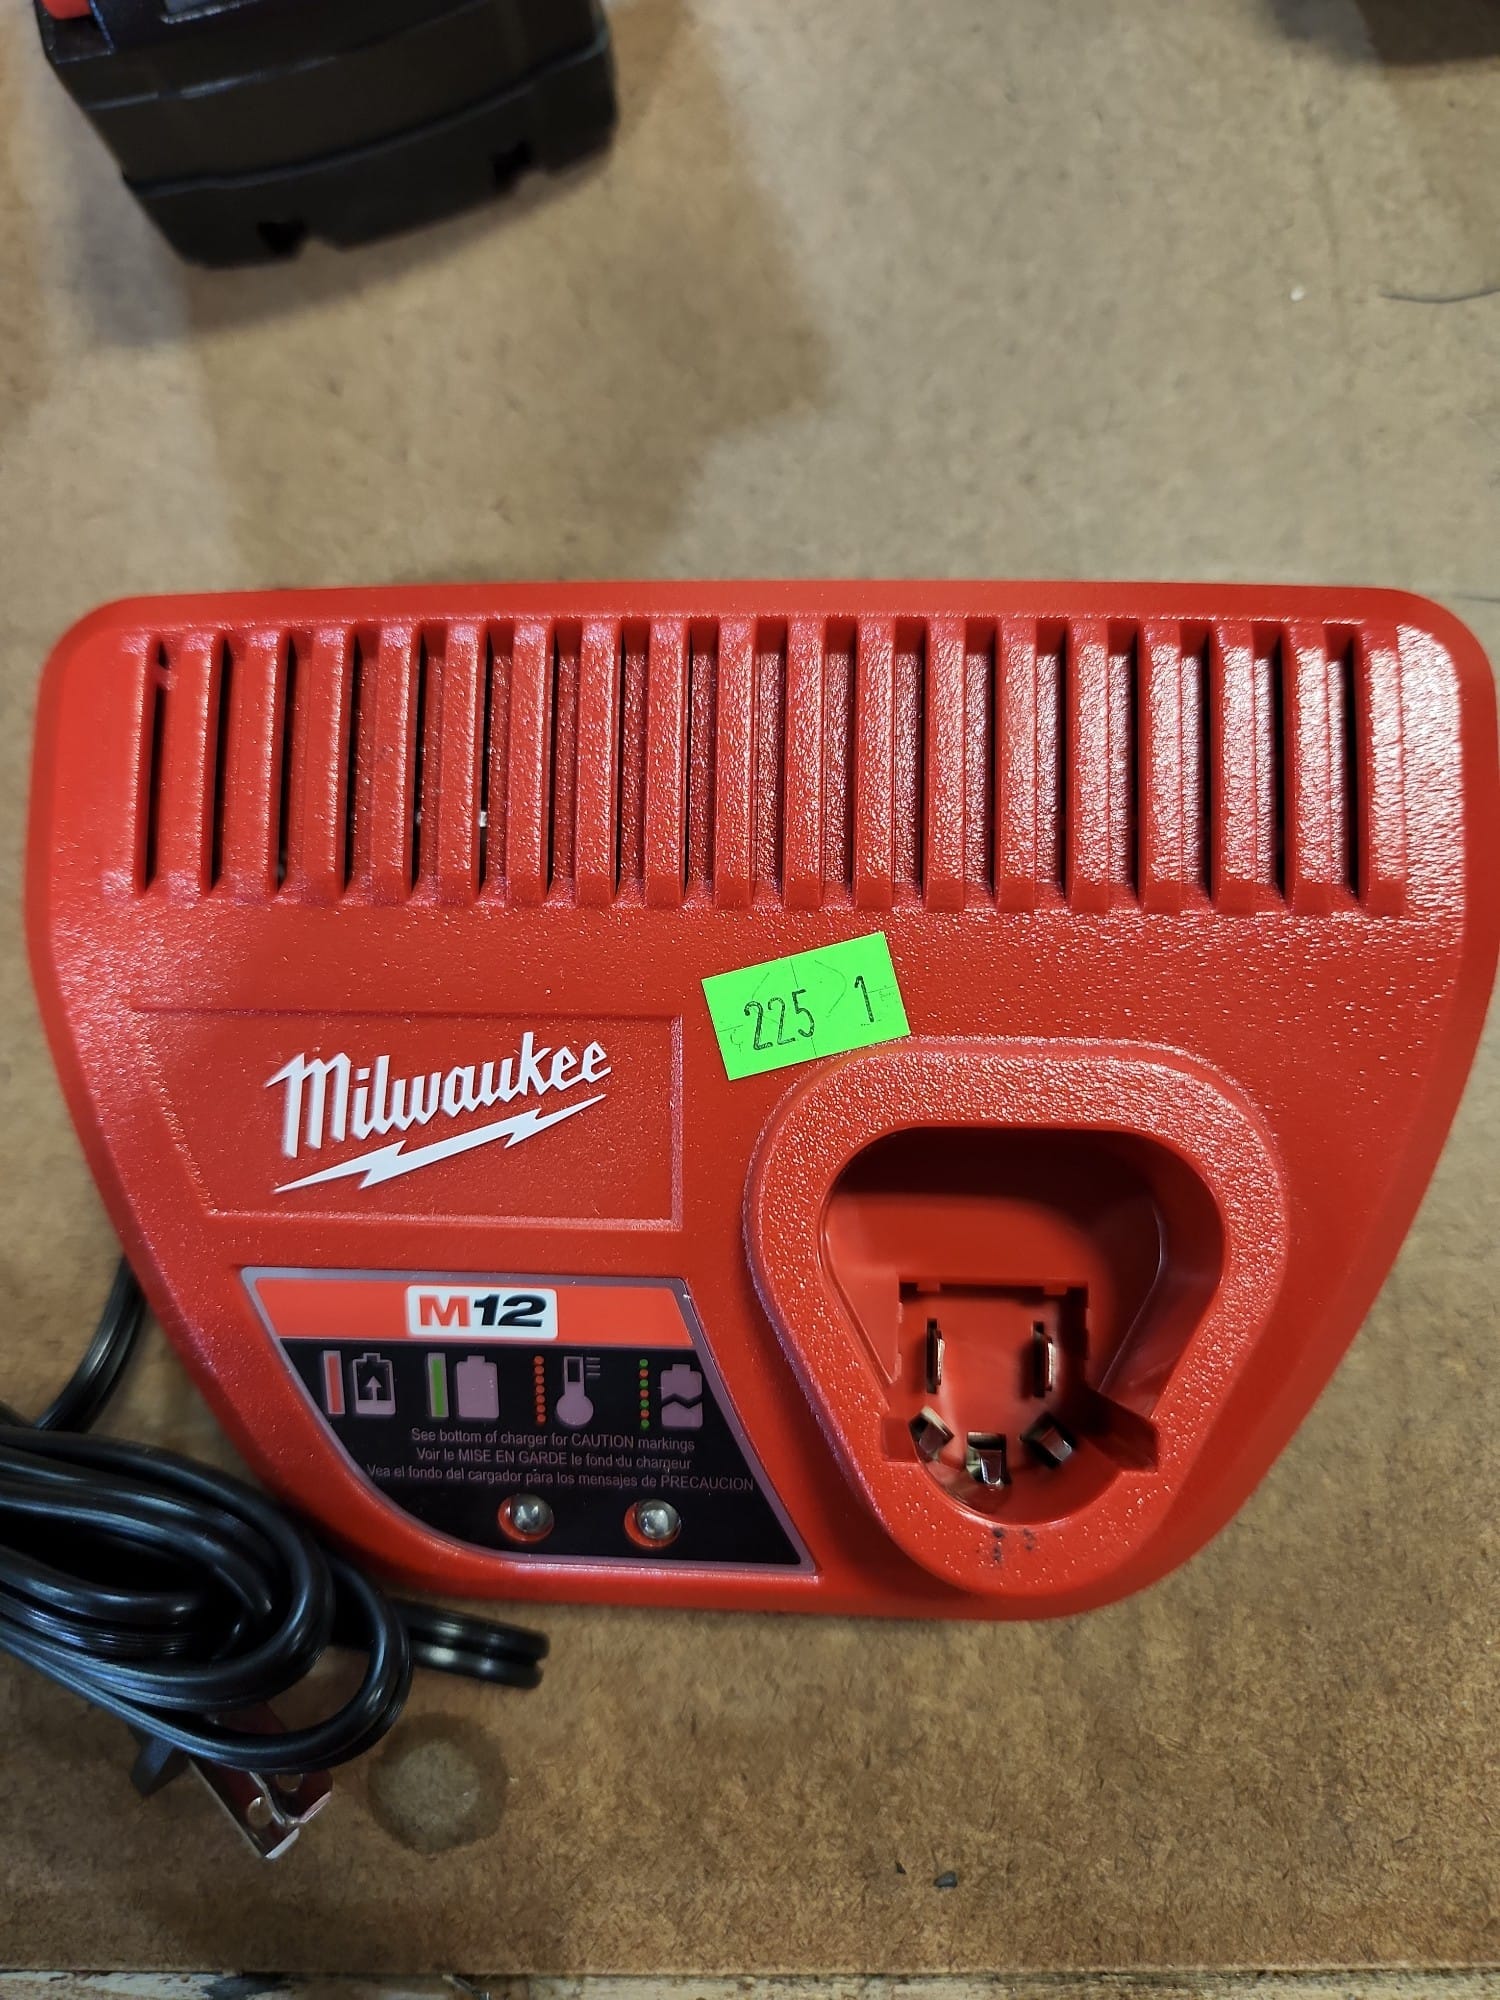 225 1
Milwaukee
M12
See bottom of charger for CAUTION markings
Voir le MISE EN GARDE le fond du chargeur
Vea el fondo del cargador para los mensajes de PRECAUCION